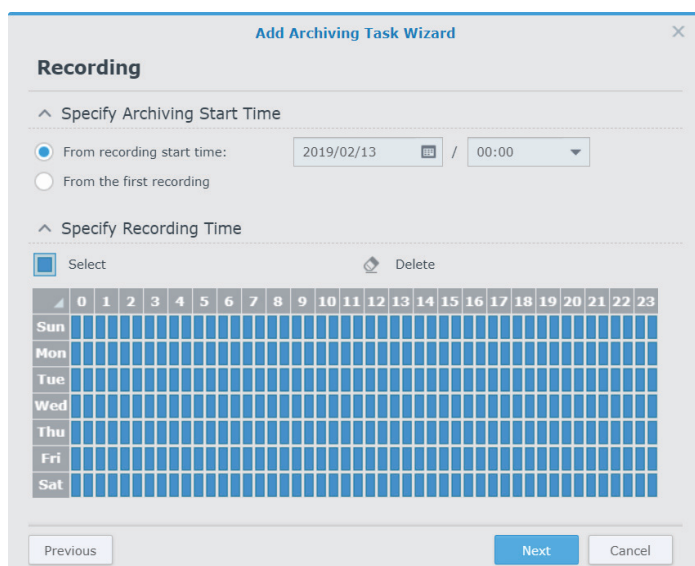 Add Archiving Task Wizard
Recording
Specify Archiving Start Time
From recording start time: 2019/02/13 / 00:00
From the first recording
Specify Recording Time
Select Delete
0 1 2 3 4 5 6 7 8 9 10 11 12 13 14 15 16 17 18 19 20 21 22 23
Sun
Mon
Tue
Wed
Thu
Fri
Sat
Previous Next Cancel